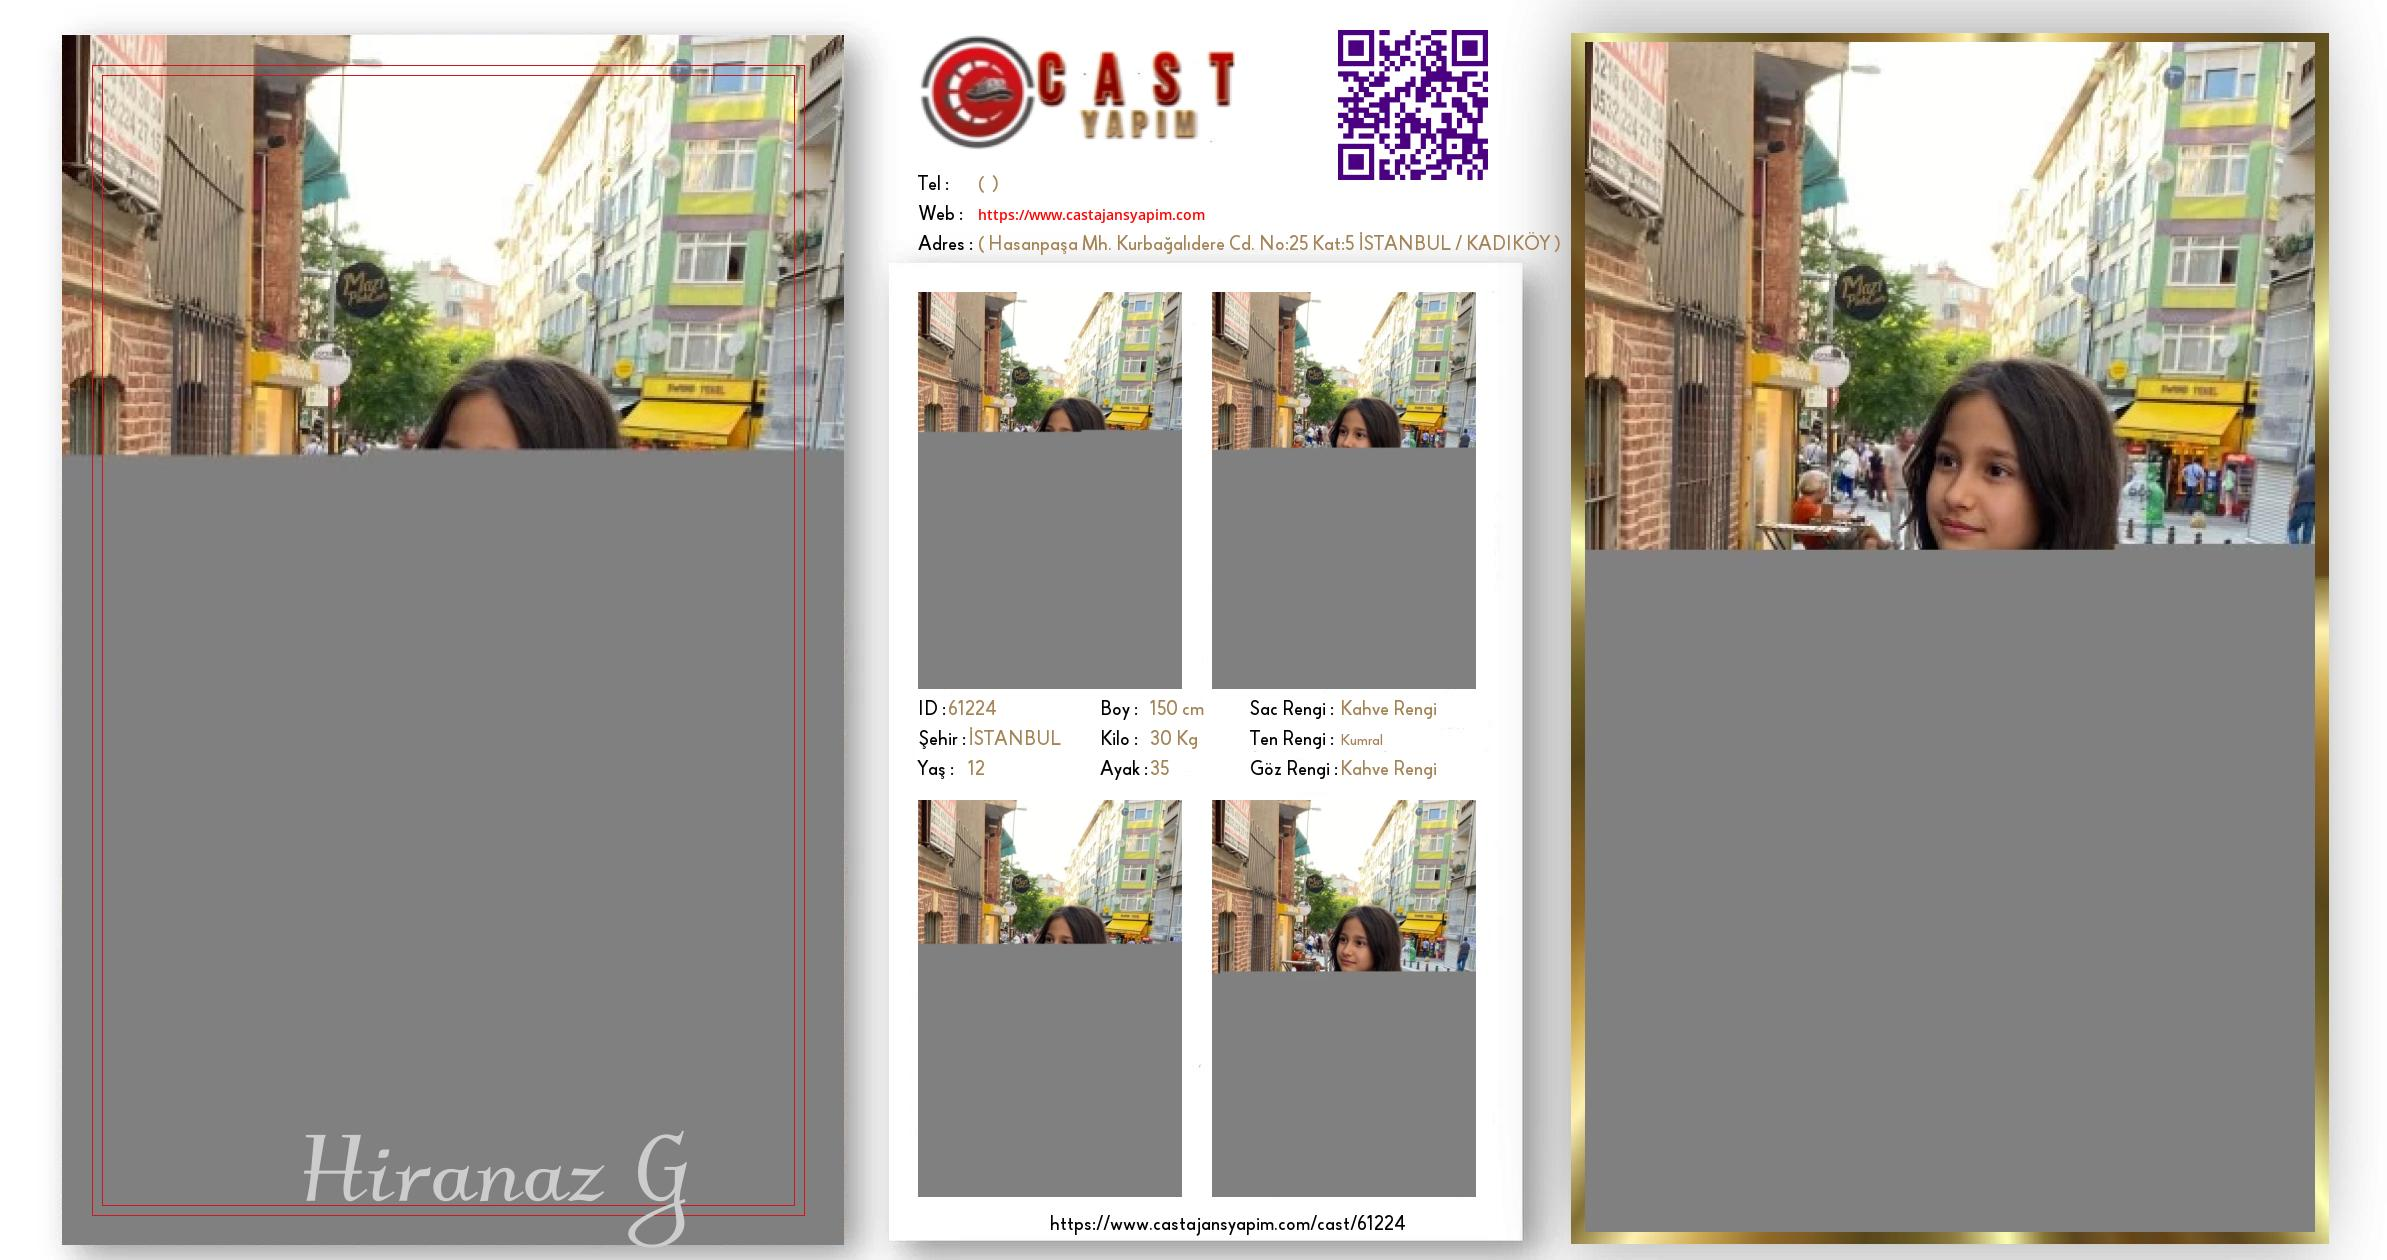 Hiranaz G
CAST
YAPIM
Tel : ( )
Web : https://www.castajansyapim.com
Adres : ( Hasanpaşa Mh. Kurbağalıdere Cd. No:25 Kat:5 İSTANBUL / KADIKÖY )
ID : 61224 Boy : 150 cm Sac Rengi : Kahve Rengi
Şehir : İSTANBUL Kilo : 30 Kg Ten Rengi : Kumral
Yaş : 12 Ayak : 35 Göz Rengi : Kahve Rengi
https://www.castajansyapim.com/cast/61224